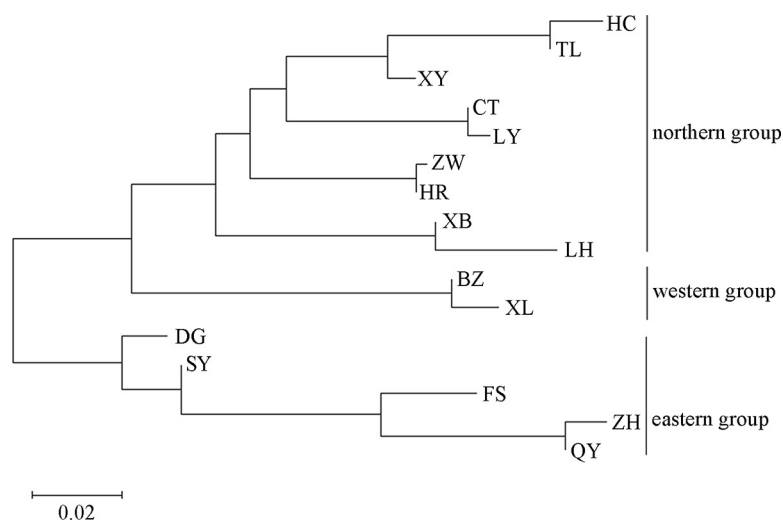 HC
TL
XY
CT
LY
northern group
ZW
HR
XB
LH
BZ
western group
XL
DG
SY
FS
eastern group
ZH
QY
0.02